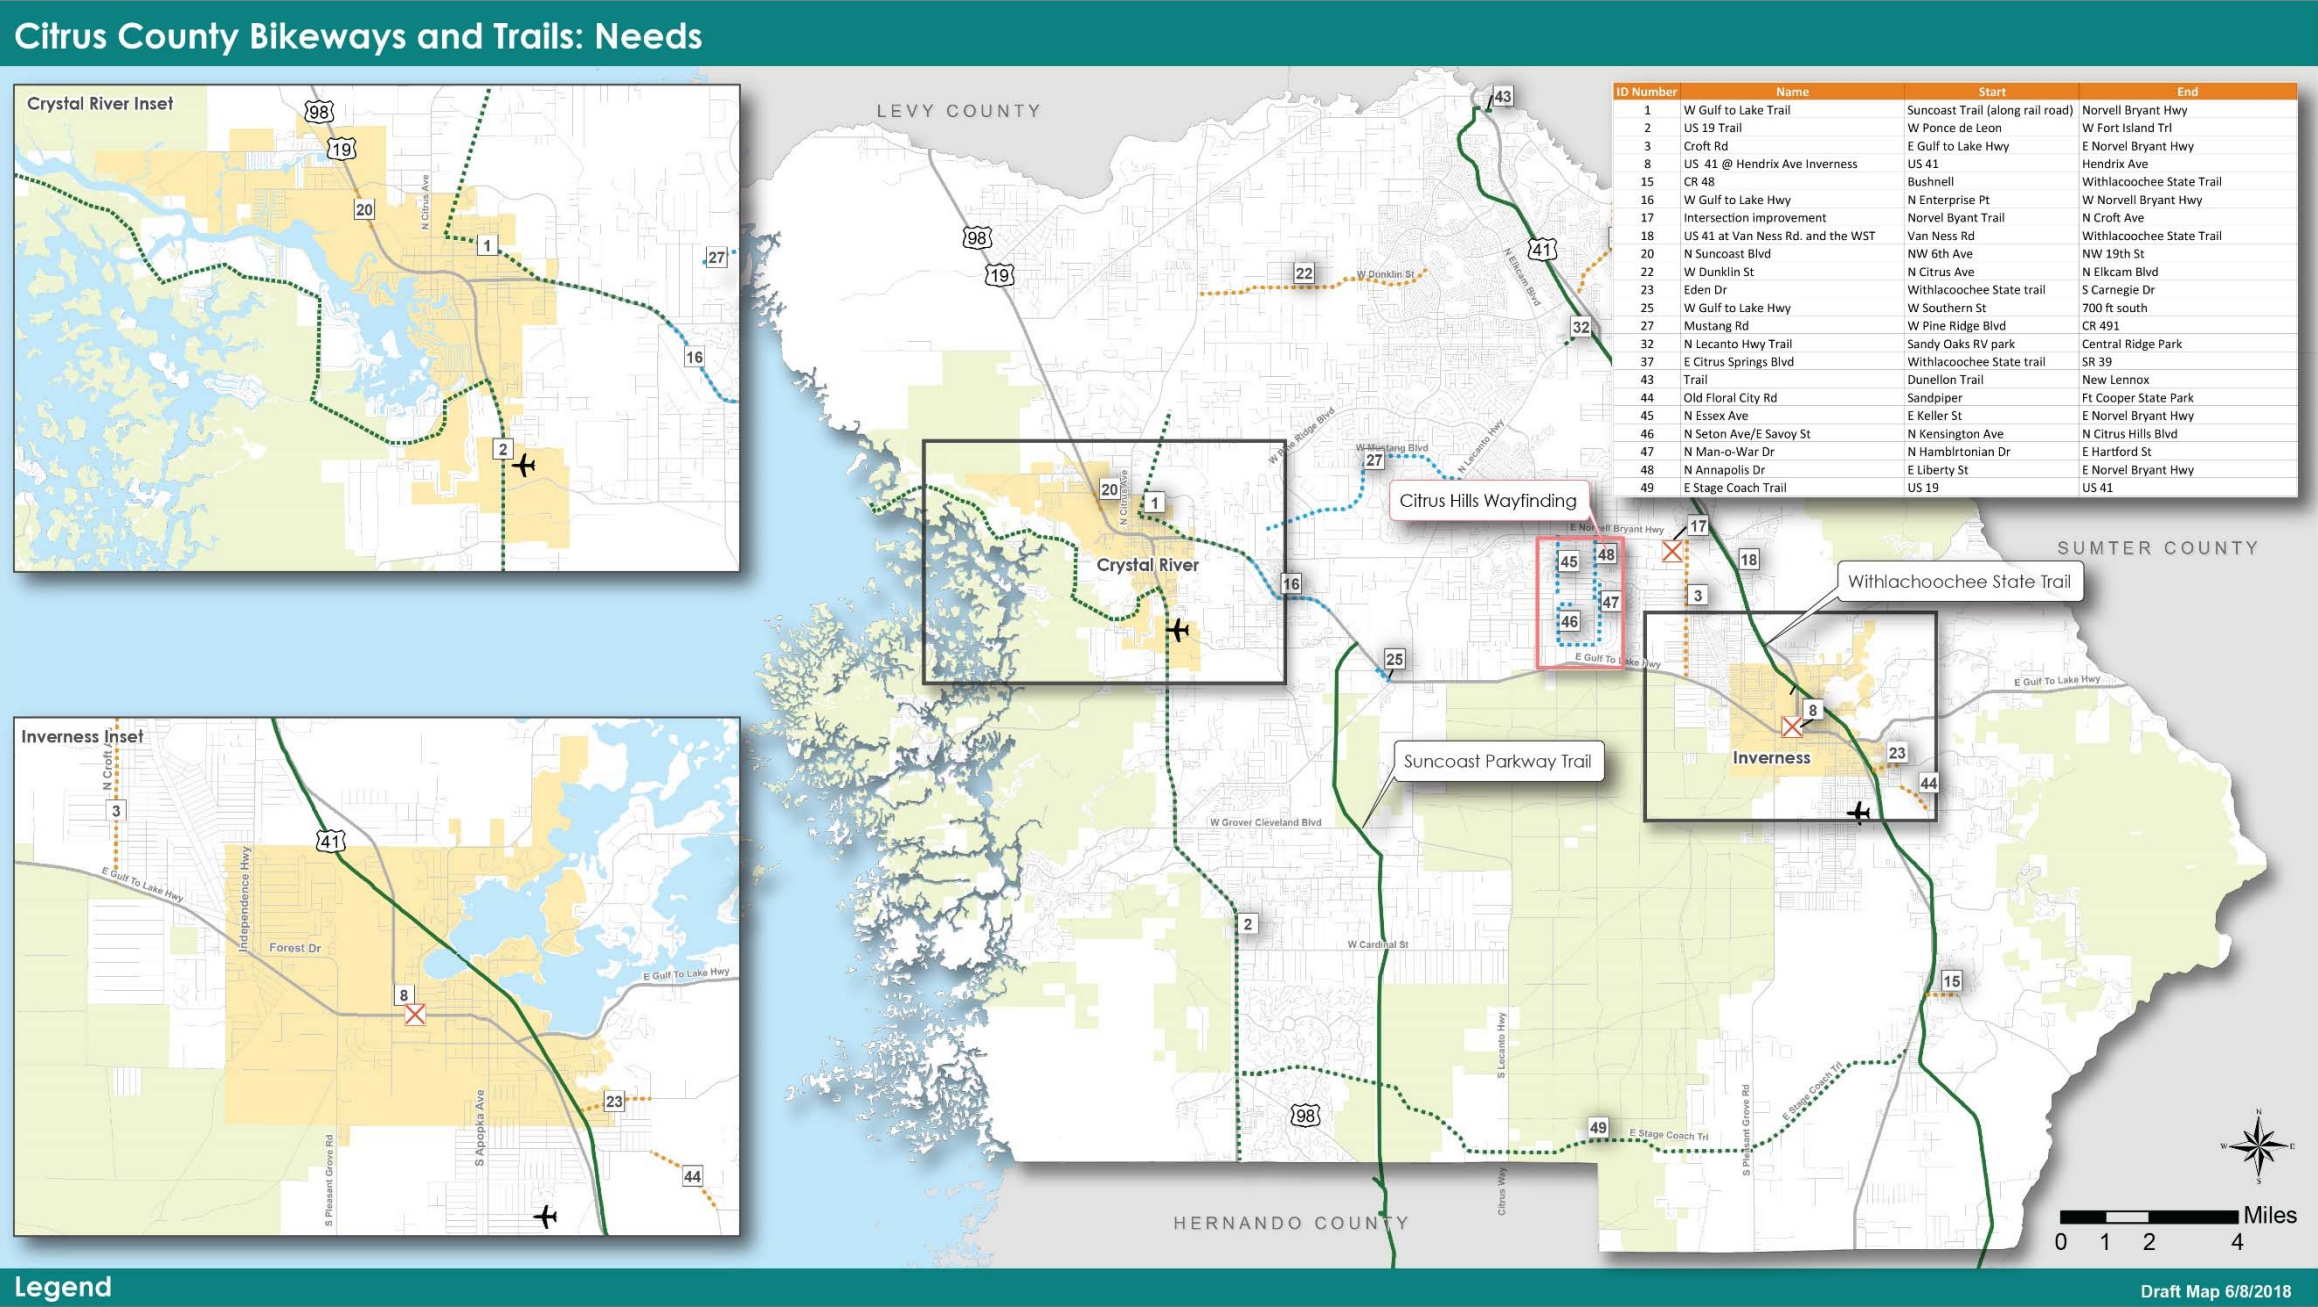 Citrus County Bikeways and Trails: Needs
Crystal River Inset
98
19
20
N Citrus Ave
1
27
16
2
Inverness Inset
N Croft A
3
41
E Gulf To Lake Hwy
Independence Hwy
Forest Dr
E Gulf To Lake Hwy
8
23
S Apopka Ave
S Pleasant Grove Rd
44
LEVY COUNTY
43
98
19
41
N Elkcam Blvd
22
W Dunklin St
32
W Pine Ridge Blvd
W Mustang Blvd
27
N Lecanto Hwy
Citrus Hills Wayfinding
20
N Citrus Ave
1
Crystal River
16
E Norvell Bryant Hwy
17
45
48
18
47
3
46
E Gulf To Lake Hwy
25
SUMTER COUNTY
Withlachoochee State Trail
8
Inverness
23
44
E Gulf To Lake Hwy
Suncoast Parkway Trail
W Grover Cleveland Blvd
2
W Cardinal St
15
S Lecanto Hwy
98
49
E Stage Coach Trl
E Stage Coach Trl
S Pleasant Grove Rd
Citrus Way
HERNANDO COUNTY
ID Number Name Start End
1 W Gulf to Lake Trail Suncoast Trail (along rail road) Norvell Bryant Hwy
2 US 19 Trail W Ponce de Leon W Fort Island Trl
3 Croft Rd E Gulf to Lake Hwy E Norvel Bryant Hwy
8 US 41 @ Hendrix Ave Inverness US 41 Hendrix Ave
15 CR 48 Bushnell Withlacoochee State Trail
16 W Gulf to Lake Hwy N Enterprise Pt W Norvell Bryant Hwy
17 Intersection improvement Norvel Byant Trail N Croft Ave
18 US 41 at Van Ness Rd. and the WST Van Ness Rd Withlacoochee State Trail
20 N Suncoast Blvd NW 6th Ave NW 19th St
22 W Dunklin St N Citrus Ave N Elkcam Blvd
23 Eden Dr Withlacoochee State trail S Carnegie Dr
25 W Gulf to Lake Hwy W Southern St 700 ft south
27 Mustang Rd W Pine Ridge Blvd CR 491
32 N Lecanto Hwy Trail Sandy Oaks RV park Central Ridge Park
37 E Citrus Springs Blvd Withlacoochee State trail SR 39
43 Trail Dunellon Trail New Lennox
44 Old Floral City Rd Sandpiper Ft Cooper State Park
45 N Essex Ave E Keller St E Norvel Bryant Hwy
46 N Seton Ave/E Savoy St N Kensington Ave N Citrus Hills Blvd
47 N Man-o-War Dr N Hamblrtonian Dr E Hartford St
48 N Annapolis Dr E Liberty St E Norvel Bryant Hwy
49 E Stage Coach Trail US 19 US 41
N
W E
S
Miles
0 1 2 4
Legend
Draft Map 6/8/2018